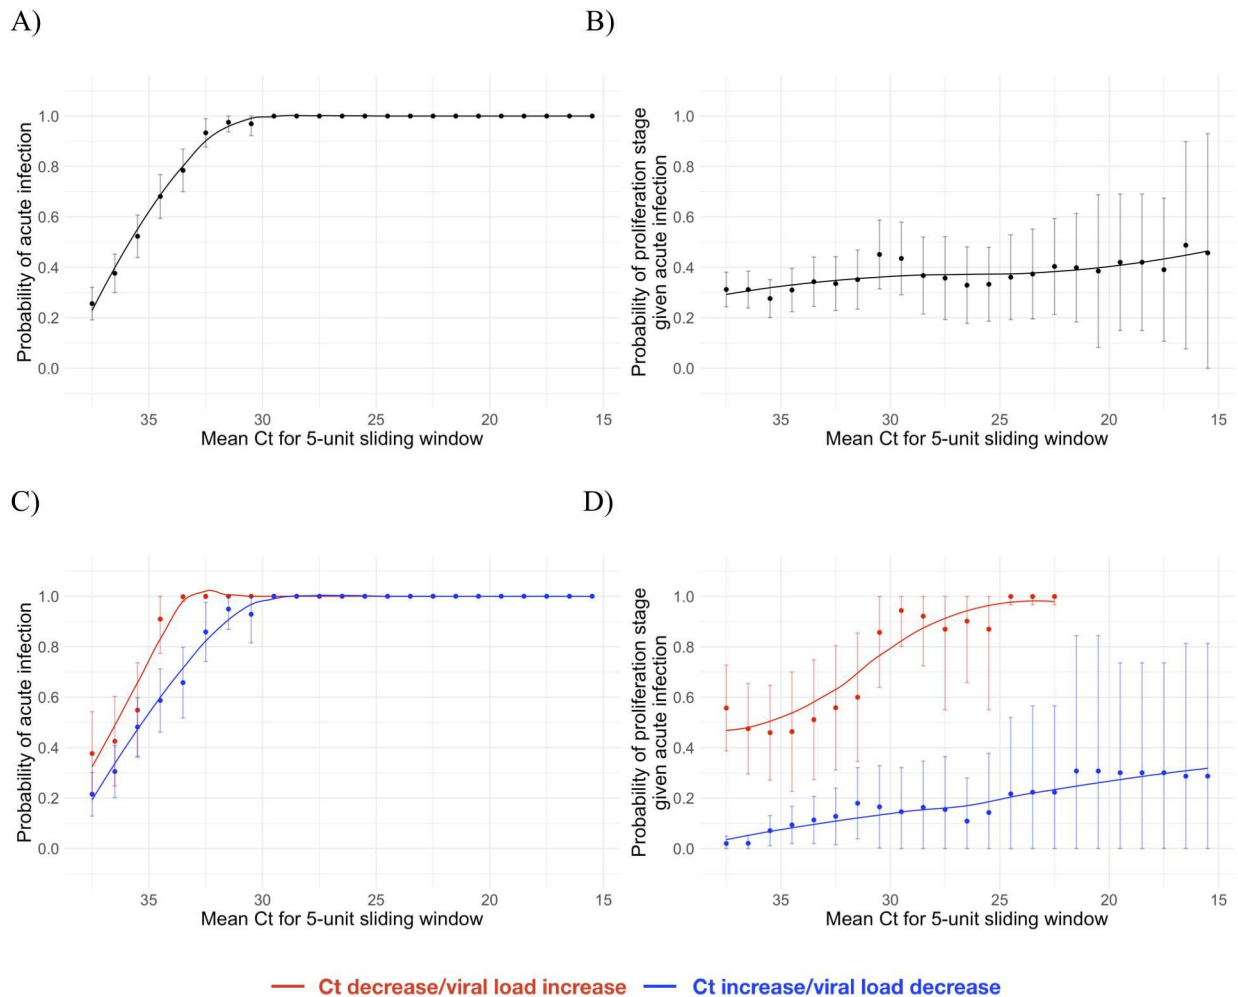 A)
B)
Probability of acute infection
1.0
0.8
0.6
0.4
0.2
0.0
35 30 25 20 15
Mean Ct for 5-unit sliding window
Probability of proliferation stage
given acute infection
1.0
0.8
0.6
0.4
0.2
0.0
35 30 25 20 15
Mean Ct for 5-unit sliding window
C)
D)
Probability of acute infection
1.0
0.8
0.6
0.4
0.2
0.0
35 30 25 20 15
Mean Ct for 5-unit sliding window
Probability of proliferation stage
given acute infection
1.0
0.8
0.6
0.4
0.2
0.0
35 30 25 20 15
Mean Ct for 5-unit sliding window
Ct decrease/viral load increase Ct increase/viral load decrease